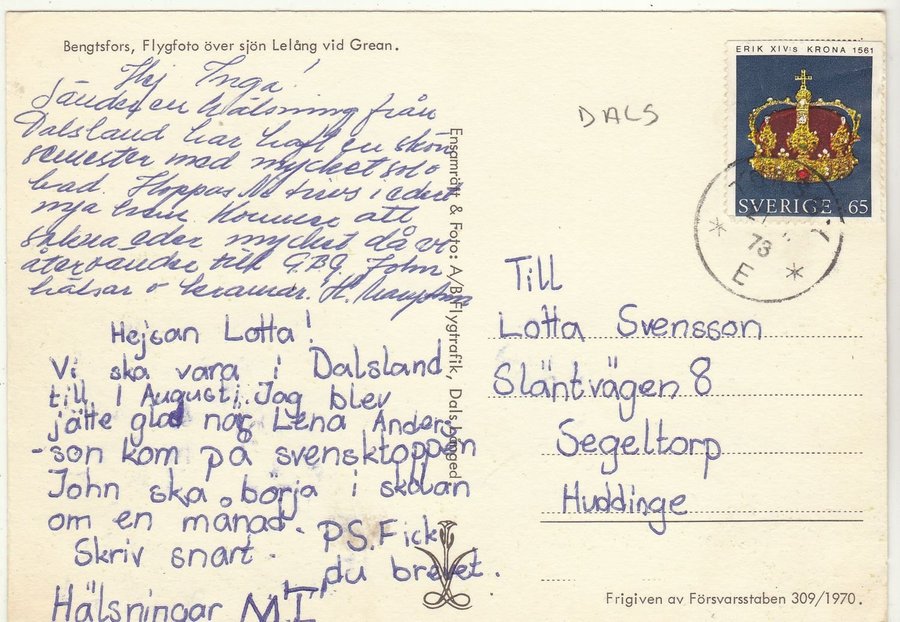 Bengtsfors, Flygfoto över sjön Lelång vid Grean.
Hej Inga!
Sänder en hälsning från
Dalsland har haft en skön
semester med mycket sol o
bad. Hoppas Ni trivs i edert
nya hem. Kommer att
sakna eder mycket då vi
återvänder till GBG. John
hälsar o kramar. H.
Hejsan Lotta!
Vi ska vara i Dalsland
till 1 Augusti. Jag blev
jätte glad när Lena Anders
-son kom på svensktoppen
John ska börja i skolan
om en månad.
Skriv snart.
PS. Fick
du brevet.
Hälsningar M.I
Ensamrätt & Foto: A/B Flygtrafik, Dals Långed
DALS
ERIK XIV:s KRONA 1561
SVERIGE 65
73
E
Till
Lotta Svensson
Släntvägen 8
Segeltorp
Huddinge
Frigiven av Försvarsstaben 309/1970.